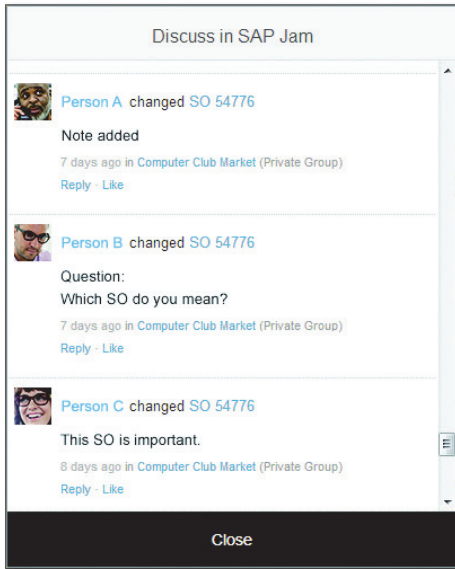 Discuss in SAP Jam
Person A changed SO 54776
Note added
7 days ago in Computer Club Market (Private Group)
Reply · Like
Person B changed SO 54776
Question:
Which SO do you mean?
7 days ago in Computer Club Market (Private Group)
Reply · Like
Person C changed SO 54776
This SO is important.
8 days ago in Computer Club Market (Private Group)
Reply · Like
Close